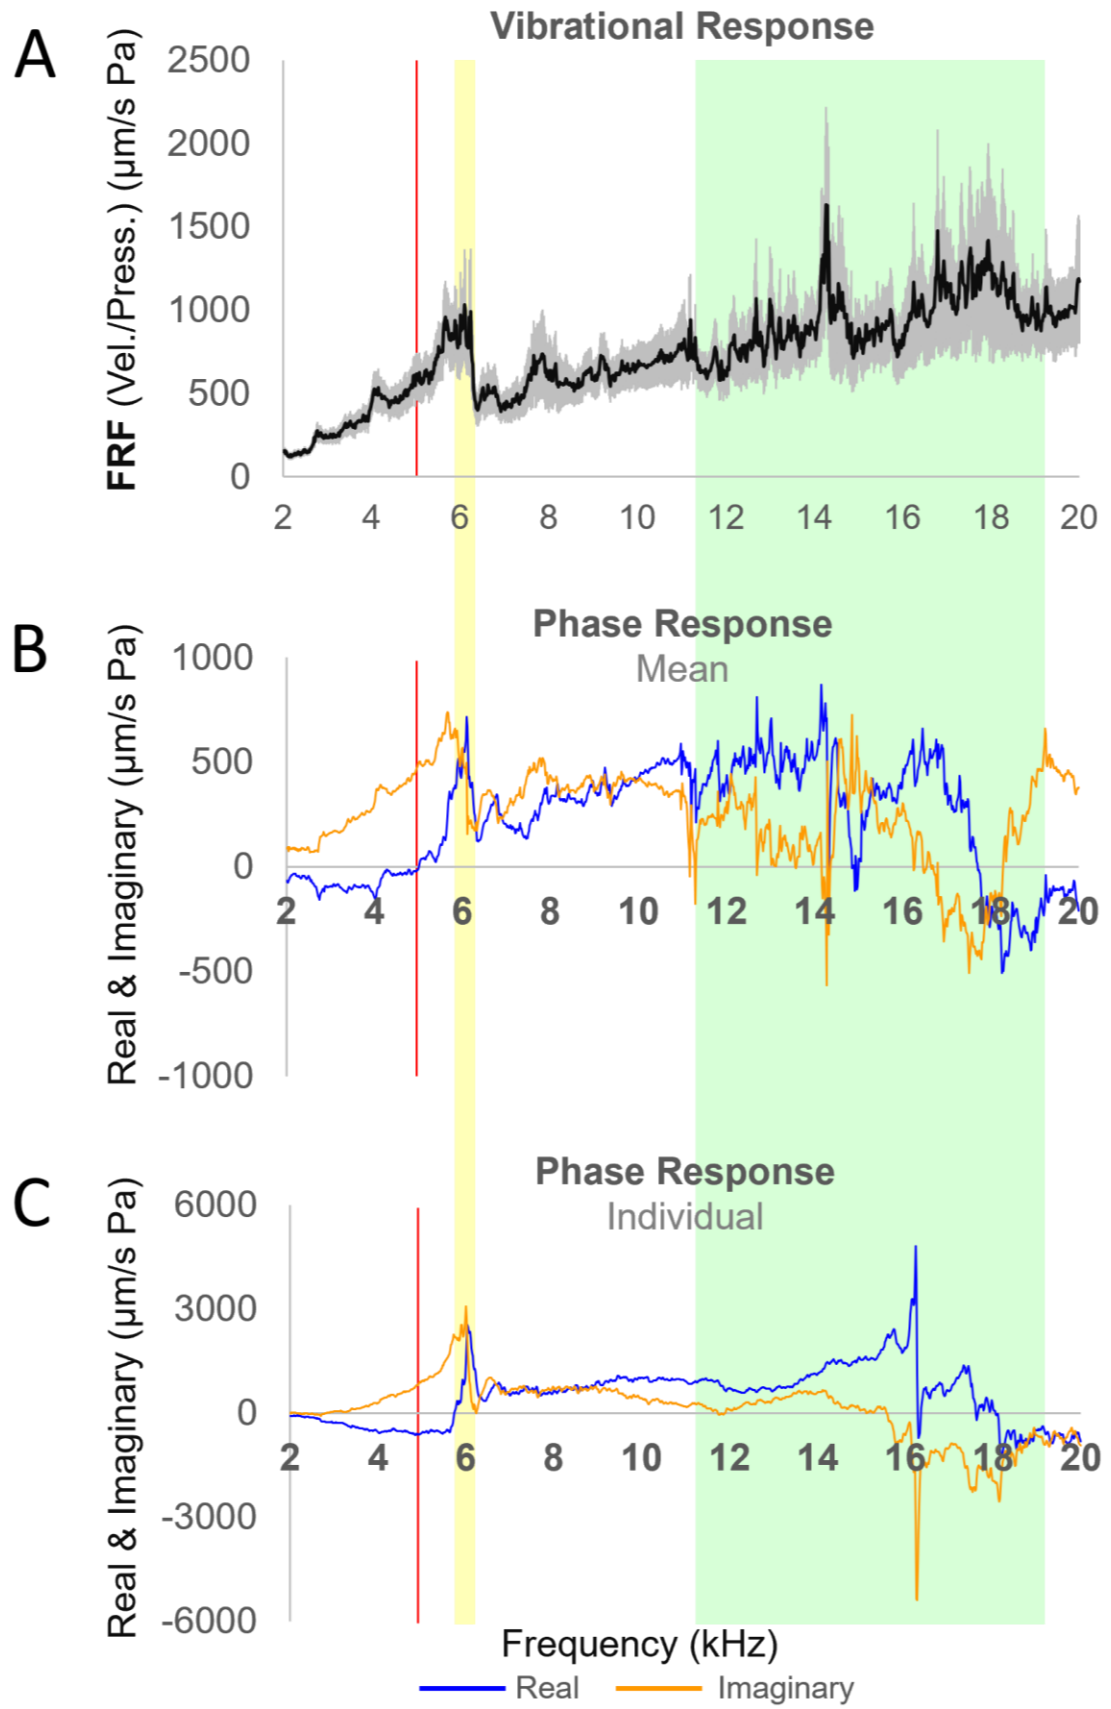 A
Vibrational Response
FRF (Vel./Press.) (µm/s Pa)
2500
2000
1500
1000
500
0
2 4 6 8 10 12 14 16 18 20
B
Phase Response
Mean
Real & Imaginary (µm/s Pa)
1000
500
0
2 4 6 8 10 12 14 16 18 20
-500
-1000
C
Phase Response
Individual
Real & Imaginary (µm/s Pa)
6000
3000
0
2 4 6 8 10 12 14 16 18 20
-3000
-6000
Frequency (kHz)
Real Imaginary